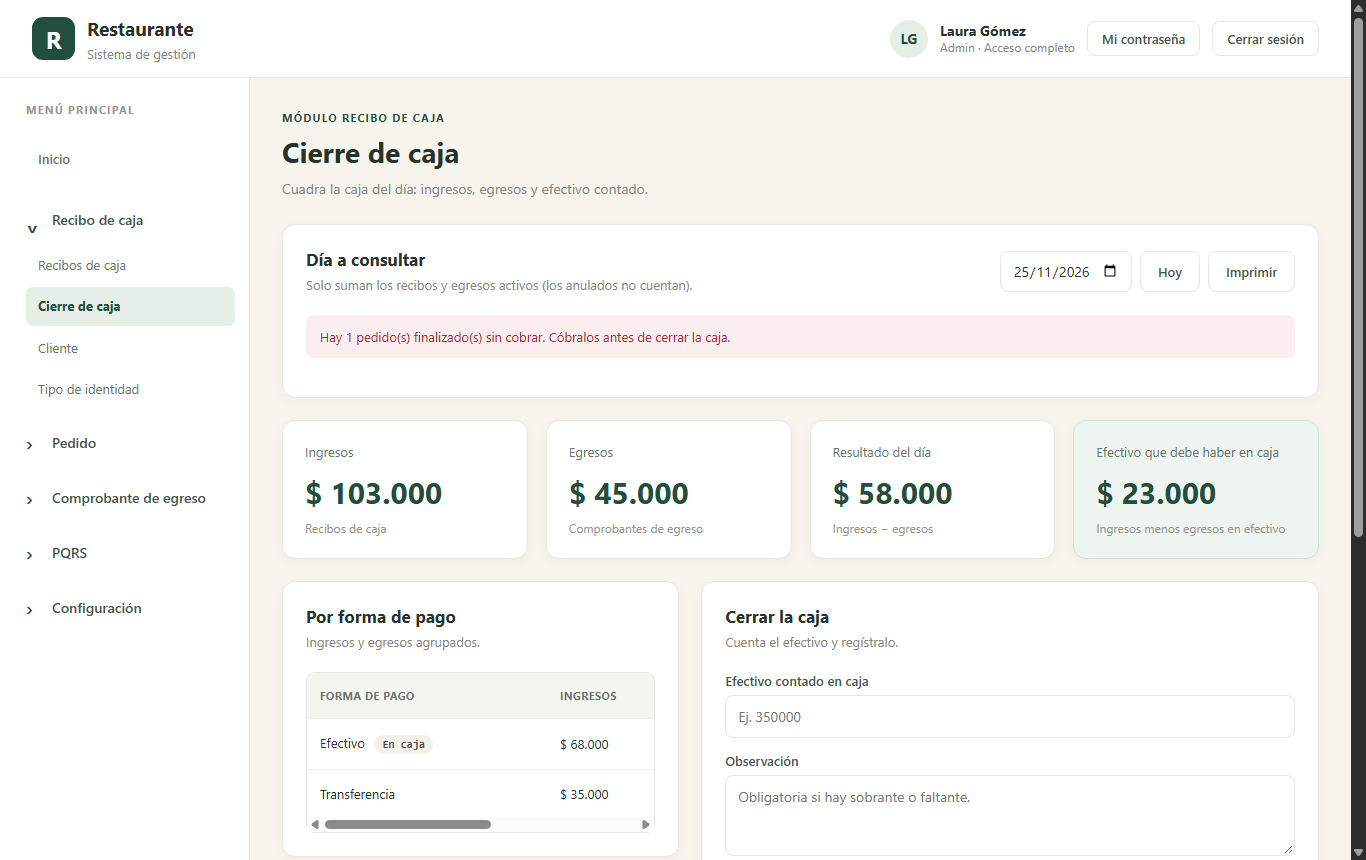 R
Restaurante
Sistema de gestión
LG
Laura Gómez
Admin · Acceso completo
Mi contraseña
Cerrar sesión
MENÚ PRINCIPAL
Inicio
v Recibo de caja
Recibos de caja
Cierre de caja
Cliente
Tipo de identidad
› Pedido
› Comprobante de egreso
› PQRS
› Configuración
MÓDULO RECIBO DE CAJA
Cierre de caja
Cuadra la caja del día: ingresos, egresos y efectivo contado.
Día a consultar
Solo suman los recibos y egresos activos (los anulados no cuentan).
25/11/2026
Hoy
Imprimir
Hay 1 pedido(s) finalizado(s) sin cobrar. Cóbralos antes de cerrar la caja.
Ingresos
$ 103.000
Recibos de caja
Egresos
$ 45.000
Comprobantes de egreso
Resultado del día
$ 58.000
Ingresos − egresos
Efectivo que debe haber en caja
$ 23.000
Ingresos menos egresos en efectivo
Por forma de pago
Ingresos y egresos agrupados.
FORMA DE PAGO INGRESOS
Efectivo En caja $ 68.000
Transferencia $ 35.000
Cerrar la caja
Cuenta el efectivo y regístralo.
Efectivo contado en caja
Ej. 350000
Observación
Obligatoria si hay sobrante o faltante.